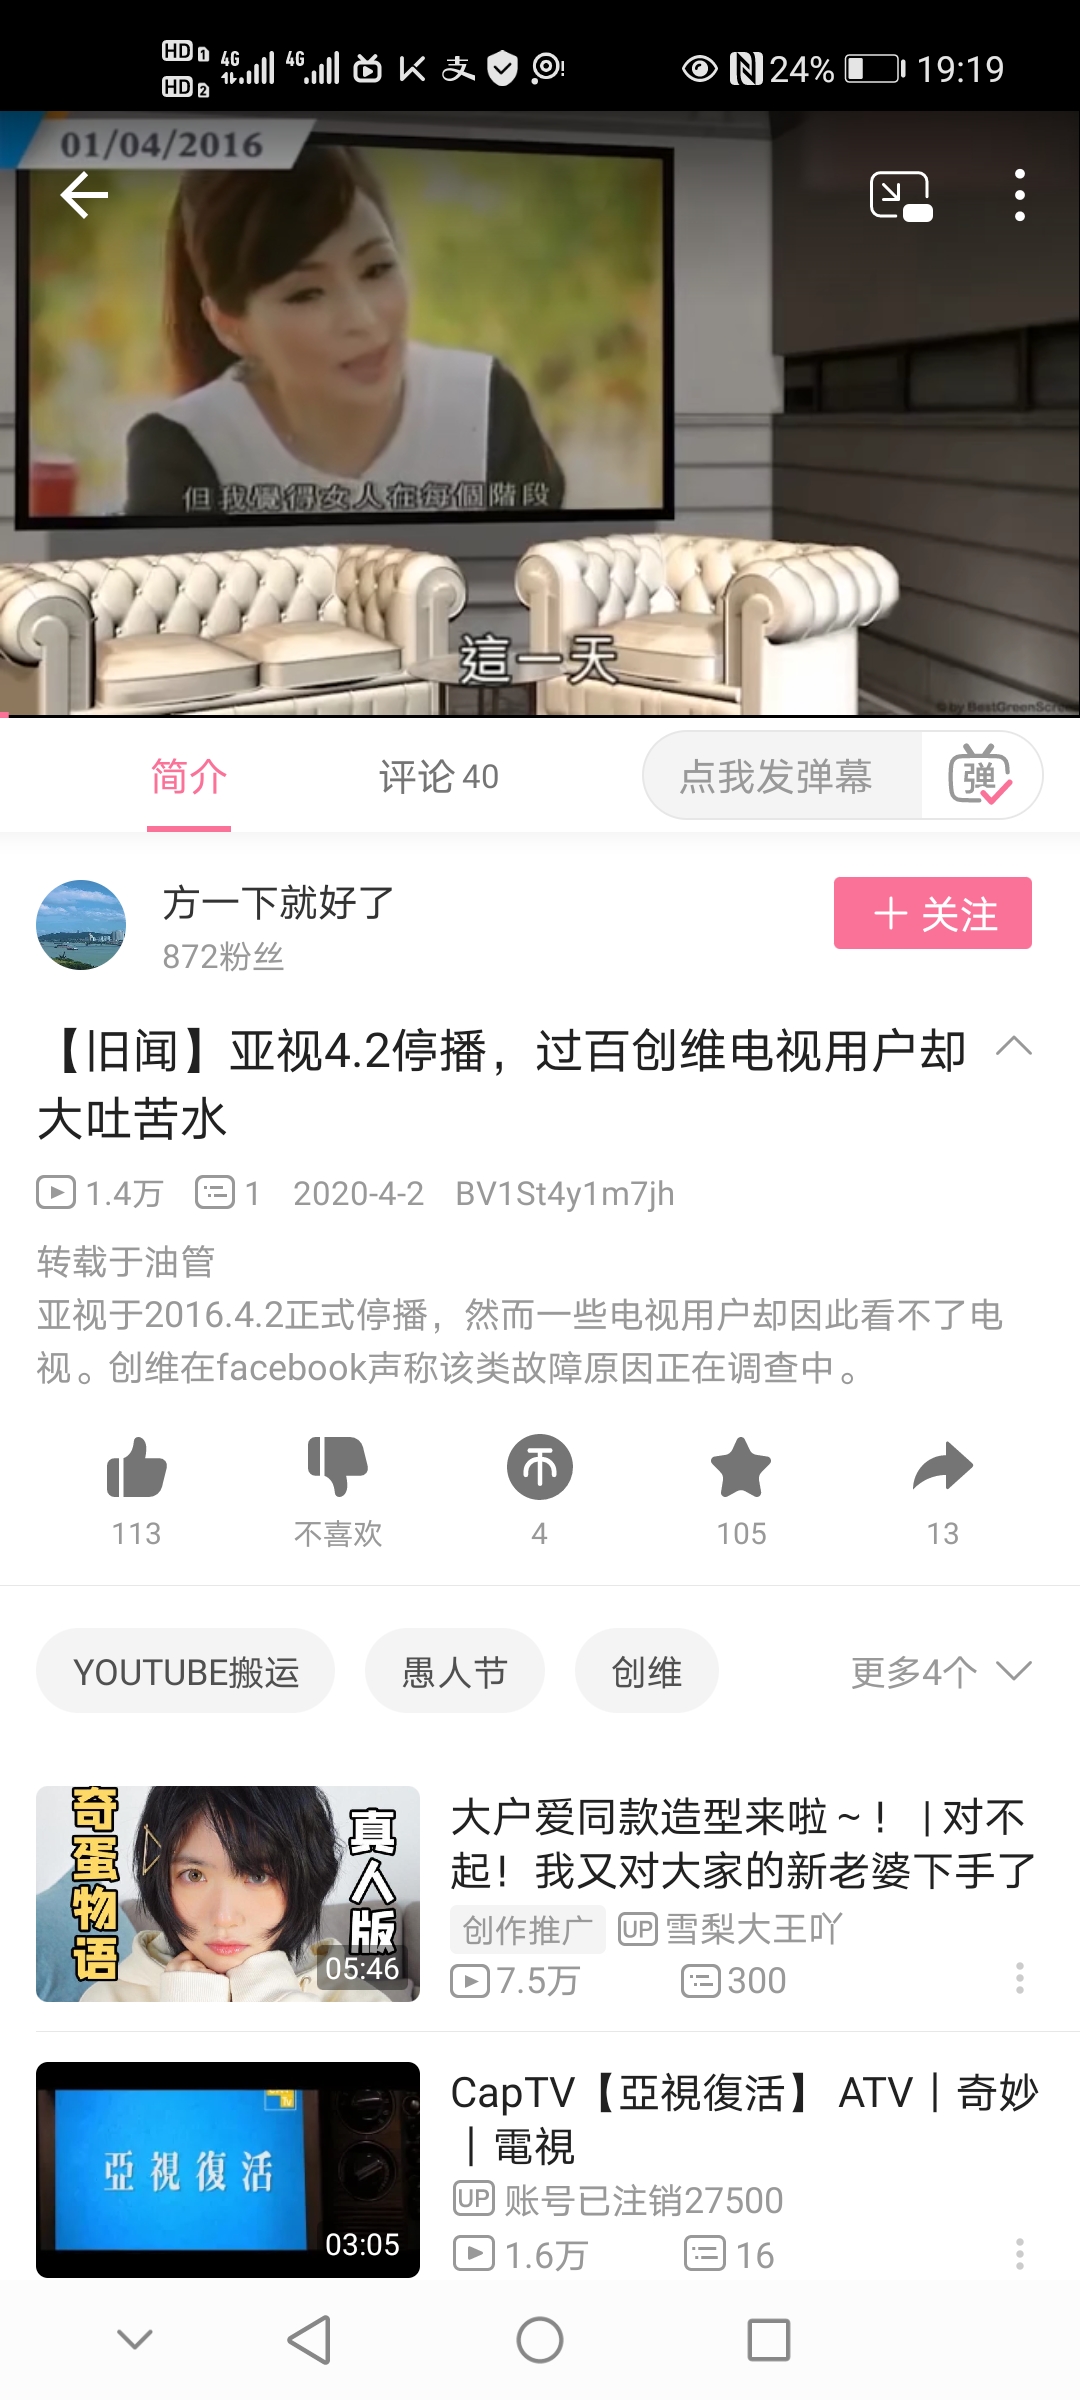 HD 1 4G 4G 24% 19:19
HD 2
01/04/2016
但我覺得女人在每個階段
這一天
© by BestGreenScreen
简介 评论 40 点我发弹幕 弹
方一下就好了
872粉丝
+ 关注
【旧闻】亚视4.2停播，过百创维电视用户却
大吐苦水
1.4万 1 2020-4-2 BV1St4y1m7jh
转载于油管
亚视于2016.4.2正式停播，然而一些电视用户却因此看不了电
视。创维在facebook声称该类故障原因正在调查中。
113 不喜欢 4 105 13
YOUTUBE搬运 愚人节 创维 更多4个
奇蛋物语
真人版
05:46
大户爱同款造型来啦～！ | 对不
起！我又对大家的新老婆下手了
创作推广 UP 雪梨大王吖
7.5万 300
亞視復活
03:05
CapTV【亞視復活】 ATV｜奇妙
｜電視
UP 账号已注销27500
1.6万 16